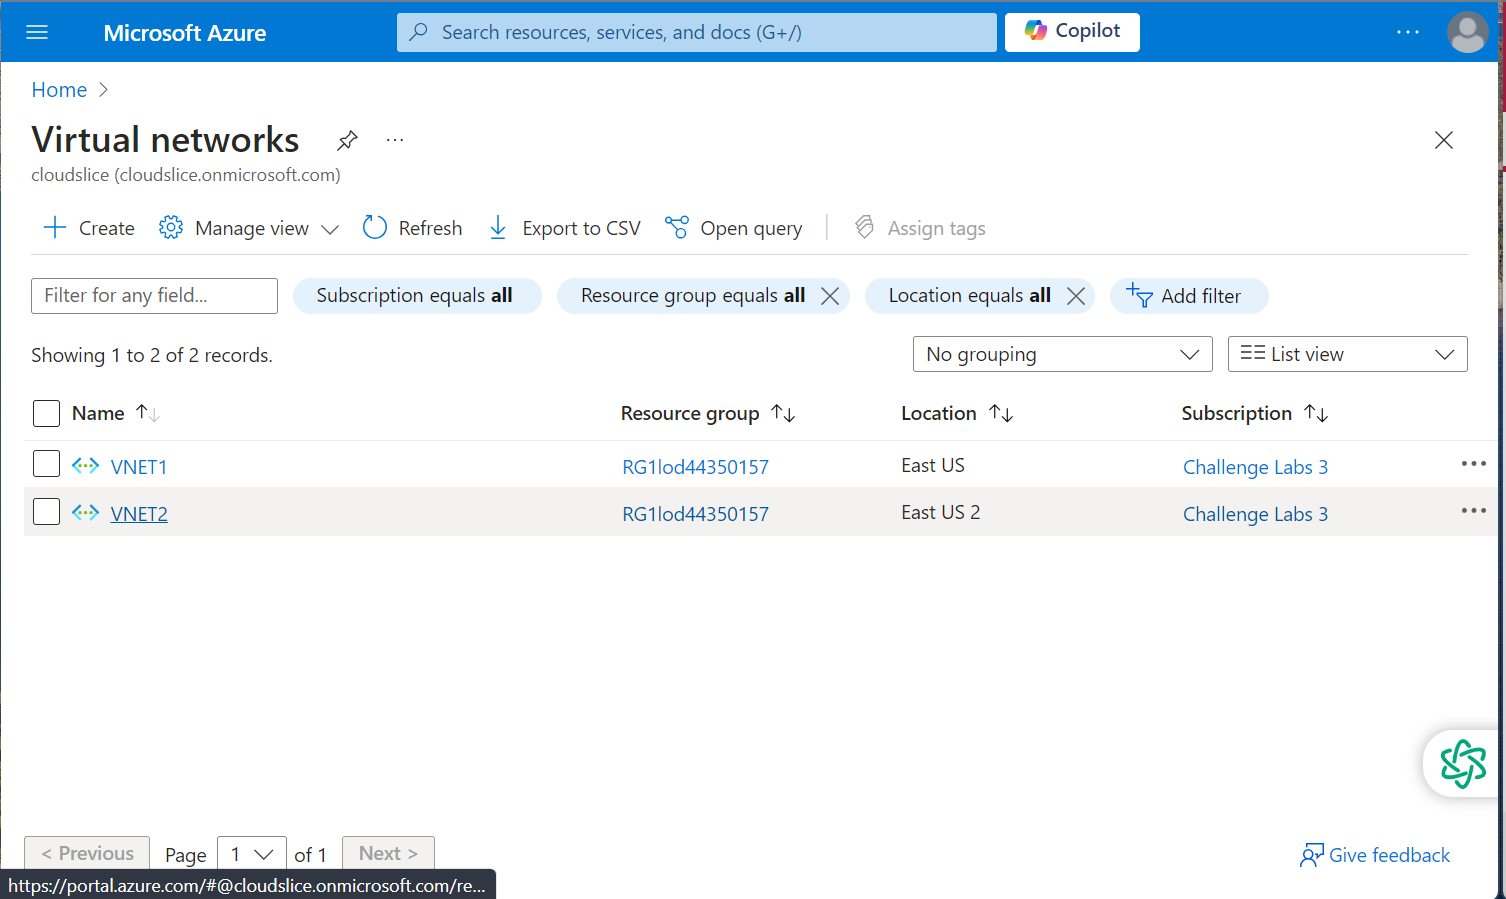 Microsoft Azure
Search resources, services, and docs (G+/)
Copilot
...
Home >
Virtual networks
...
cloudslice (cloudslice.onmicrosoft.com)
Create
Manage view
Refresh
Export to CSV
Open query
Assign tags
Filter for any field...
Subscription equals all
Resource group equals all
Location equals all
Add filter
Showing 1 to 2 of 2 records.
No grouping
List view
Name
Resource group
Location
Subscription
VNET1
RG1lod44350157
East US
Challenge Labs 3
...
VNET2
RG1lod44350157
East US 2
Challenge Labs 3
...
< Previous
Page
1
of 1
Next >
Give feedback
https://portal.azure.com/#@cloudslice.onmicrosoft.com/re...